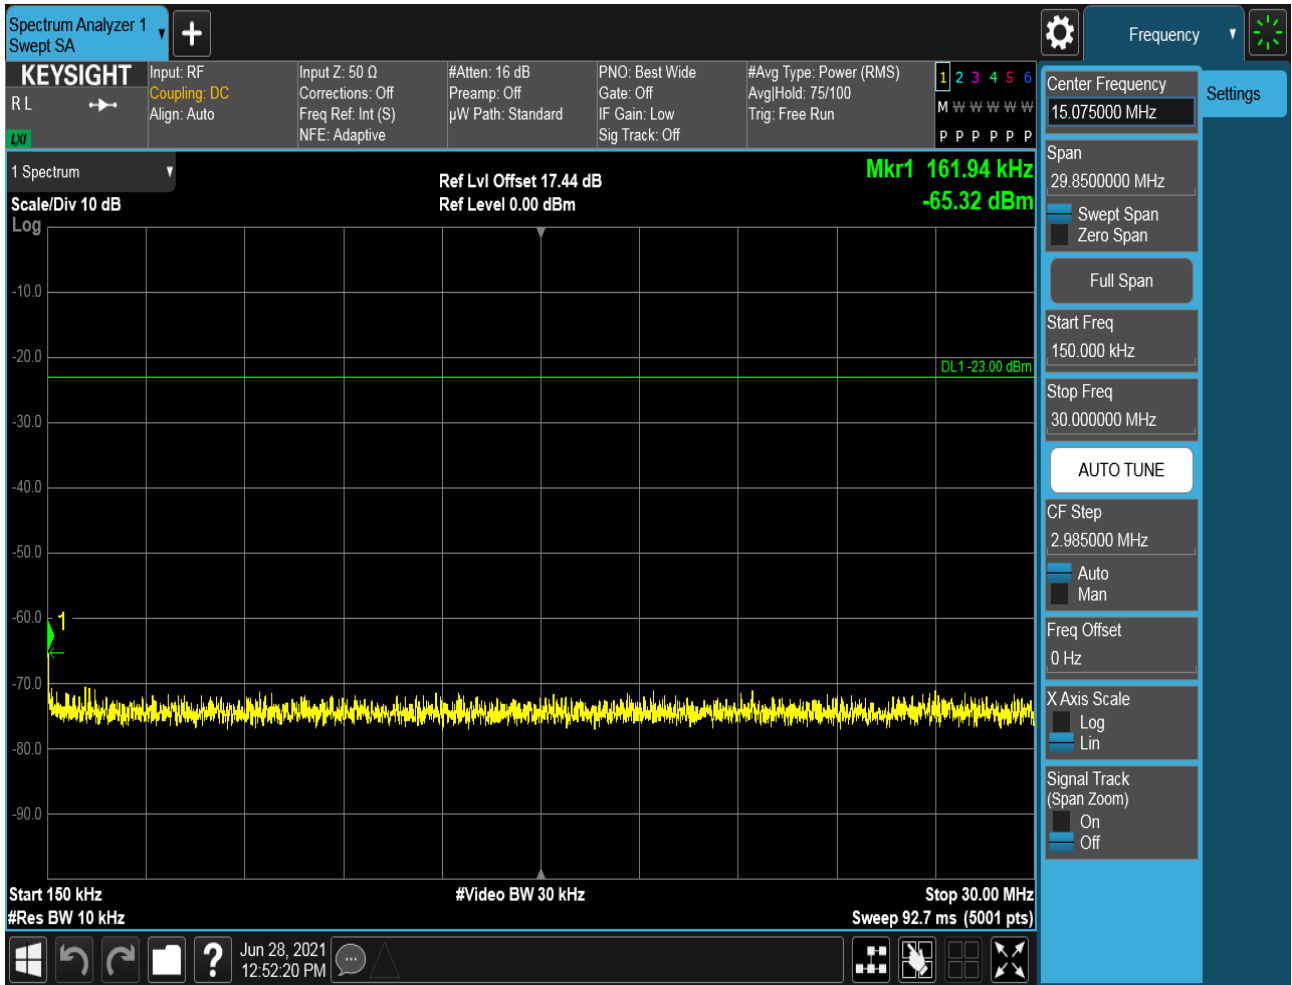 Spectrum Analyzer 1
Swept SA
Frequency
KEYSIGHT
R L
LXI
Input: RF
Coupling: DC
Align: Auto
Input Z: 50 Ω
Corrections: Off
Freq Ref: Int (S)
NFE: Adaptive
#Atten: 16 dB
Preamp: Off
µW Path: Standard
PNO: Best Wide
Gate: Off
IF Gain: Low
Sig Track: Off
#Avg Type: Power (RMS)
Avg|Hold: 75/100
Trig: Free Run
1 2 3 4 5 6
M W W W W W
P P P P P P
1 Spectrum
Scale/Div 10 dB
Log
Ref Lvl Offset 17.44 dB
Ref Level 0.00 dBm
Mkr1 161.94 kHz
-65.32 dBm
-10.0
-20.0
DL1 -23.00 dBm
-30.0
-40.0
-50.0
-60.0
1
-70.0
-80.0
-90.0
Start 150 kHz
#Video BW 30 kHz
Stop 30.00 MHz
#Res BW 10 kHz
Sweep 92.7 ms (5001 pts)
?
Jun 28, 2021
12:52:20 PM
Center Frequency
15.075000 MHz
Settings
Span
29.8500000 MHz
Swept Span
Zero Span
Full Span
Start Freq
150.000 kHz
Stop Freq
30.000000 MHz
AUTO TUNE
CF Step
2.985000 MHz
Auto
Man
Freq Offset
0 Hz
X Axis Scale
Log
Lin
Signal Track
(Span Zoom)
On
Off